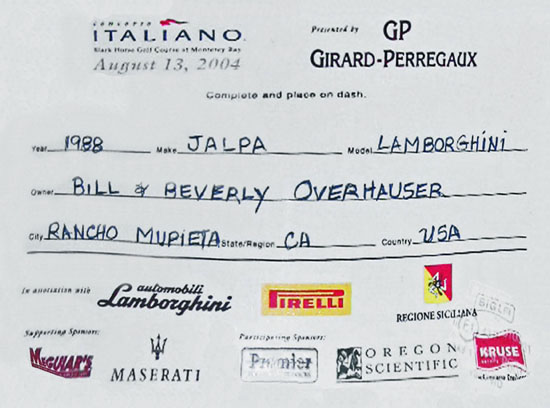 CONCORSO
ITALIANO
Black Horse Golf Course at Monterey Bay
August 13, 2004
Presented by GP
GIRARD-PERREGAUX
Complete and place on dash.
Year 1988 Make JALPA Model LAMBORGHINI
Owner BILL & BEVERLY OVERHAUSER
City RANCHO MUPIETA State/Region CA Country USA
In association with
automobili
Lamborghini
PIRELLI
REGIONE SICILIANA
Supporting Sponsors:
MEGUIAR'S
MASERATI
Participating Sponsors:
Premier
OREGON
SCIENTIFIC
KRUSE